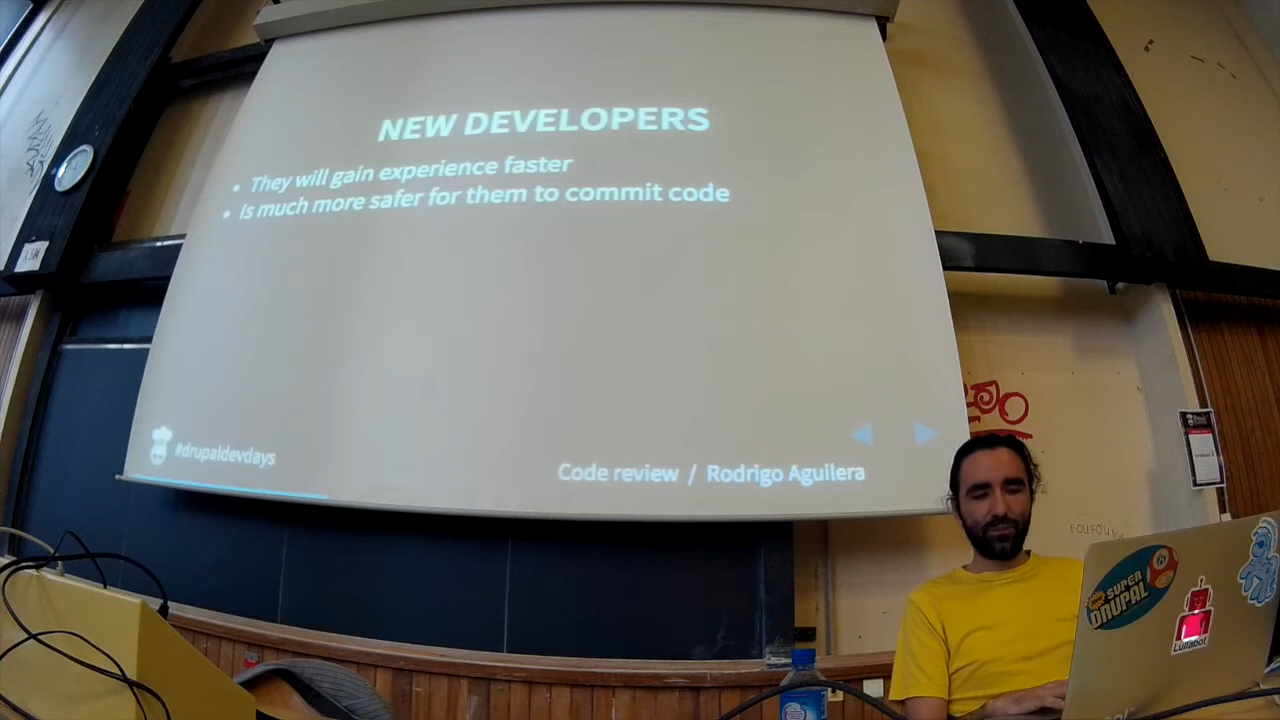 NEW DEVELOPERS
• They will gain experience faster
• Is much more safer for them to commit code
#drupaldevdays
Code review / Rodrigo Aguilera
SUPER
DRUPAL
Lullabot